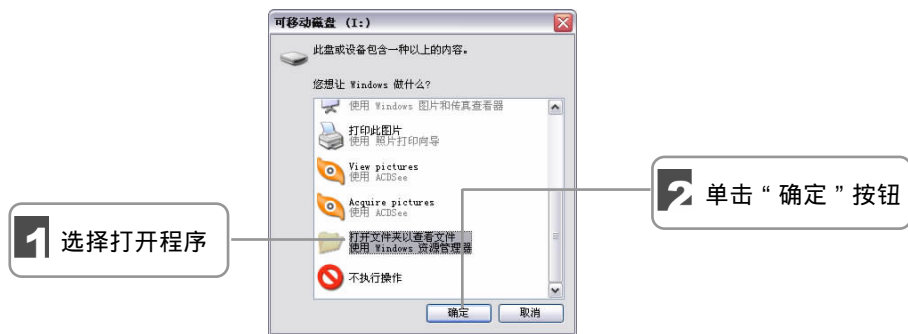 可移动磁盘 (I:)
此盘或设备包含一种以上的内容。
您想让 Windows 做什么?
使用 Windows 图片和传真查看器
打印此图片
使用 照片打印向导
View pictures
使用 ACDSee
Acquire pictures
使用 ACDSee
打开文件夹以查看文件
使用 Windows 资源管理器
不执行操作
确定 取消
1 选择打开程序
2 单击“确定”按钮